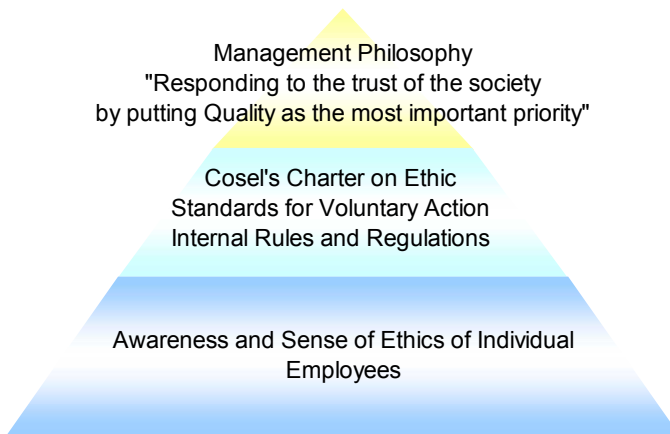 Management Philosophy
"Responding to the trust of the society
by putting Quality as the most important priority"
Cosel's Charter on Ethic
Standards for Voluntary Action
Internal Rules and Regulations
Awareness and Sense of Ethics of Individual
Employees